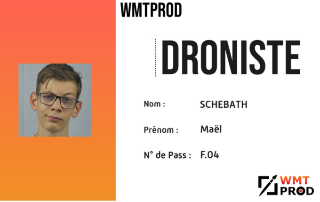 WMTPROD
DRONISTE
Nom : SCHEBATH
Prénom : Maël
N° de Pass : F.04
WMT
PROD